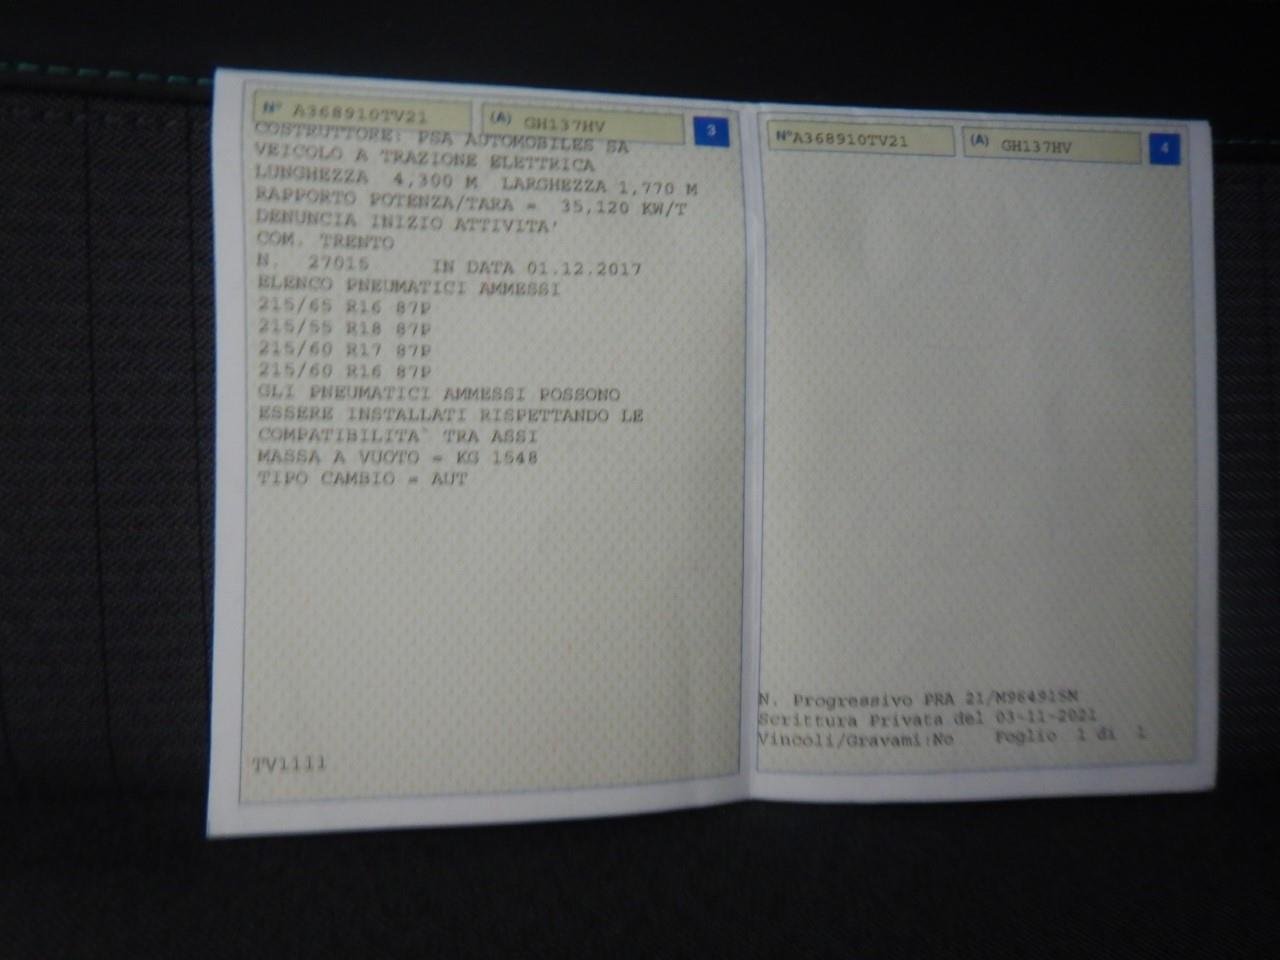 N° A368910TV21 (A) GH137HV 3
COSTRUTTORE: PSA AUTOMOBILES SA
VEICOLO A TRAZIONE ELETTRICA
LUNGHEZZA 4,300 M LARGHEZZA 1,770 M
RAPPORTO POTENZA/TARA = 35,120 KW/T
DENUNCIA INIZIO ATTIVITA'
COM. TRENTO
N. 27015 IN DATA 01.12.2017
ELENCO PNEUMATICI AMMESSI
215/65 R16 87P
215/55 R18 87P
215/60 R17 87P
215/60 R16 87P
GLI PNEUMATICI AMMESSI POSSONO
ESSERE INSTALLATI RISPETTANDO LE
COMPATIBILITA` TRA ASSI
MASSA A VUOTO = KG 1548
TIPO CAMBIO = AUT
TV1111
N° A368910TV21 (A) GH137HV 4
N. Progressivo PRA 21/M96491SM
Scrittura Privata del 03-11-2021
Vincoli/Gravami:No Foglio 1 di 1